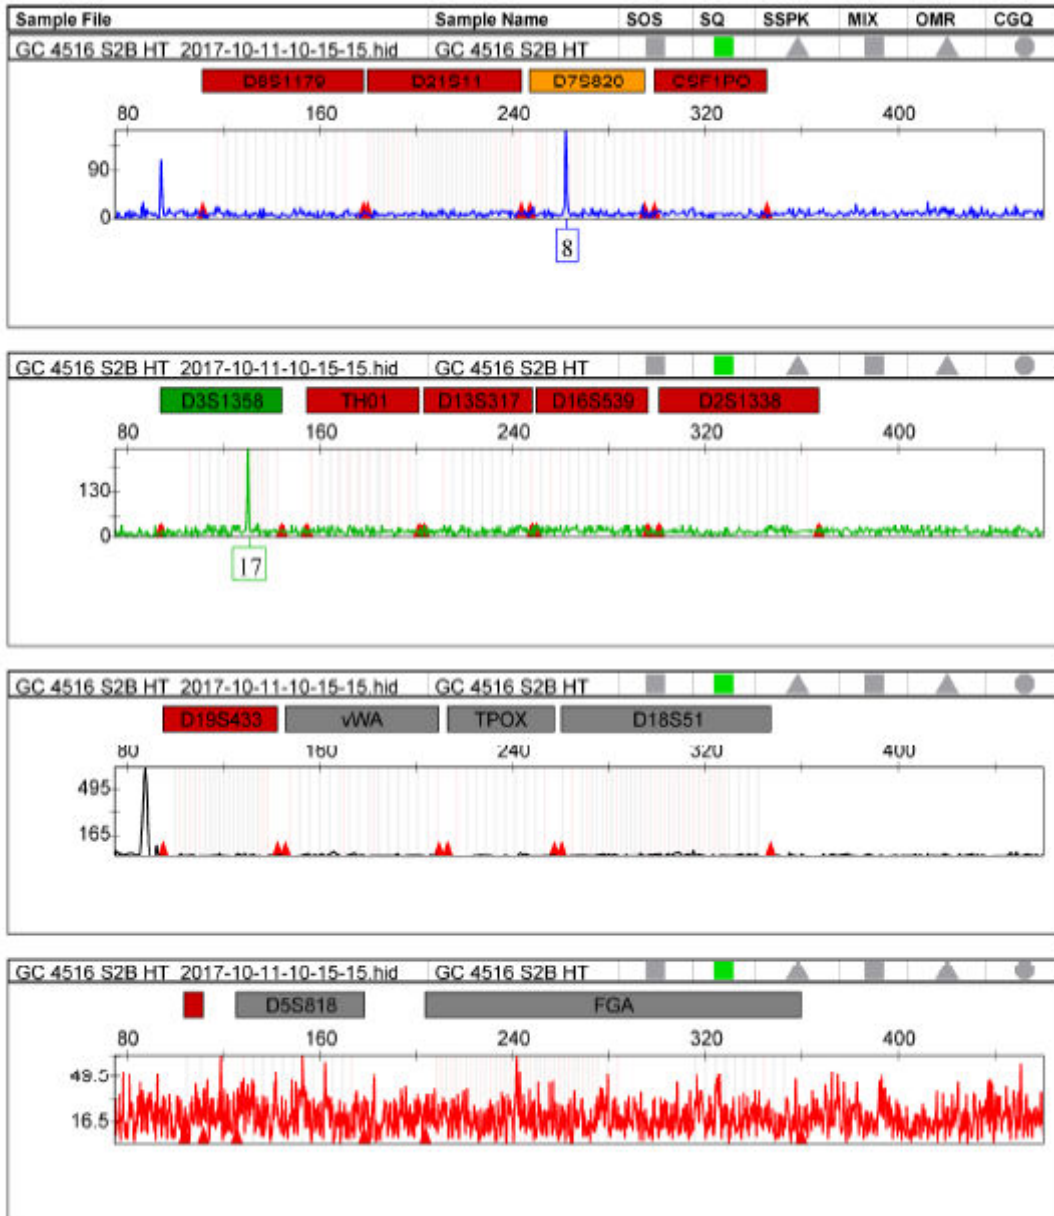 Sample File Sample Name SOS SQ SSPK MIX OMR CGQ
GC 4516 S2B HT 2017-10-11-10-15-15.hid GC 4516 S2B HT
D8S1179 D21S11 D7S820 CSF1PO
80 160 240 320 400
90
0
8
GC 4516 S2B HT 2017-10-11-10-15-15.hid GC 4516 S2B HT
D3S1358 TH01 D13S317 D16S539 D2S1338
80 160 240 320 400
130
0
17
GC 4516 S2B HT 2017-10-11-10-15-15.hid GC 4516 S2B HT
D19S433 vWA TPOX D18S51
80 160 240 320 400
495
165
GC 4516 S2B HT 2017-10-11-10-15-15.hid GC 4516 S2B HT
D5S818 FGA
80 160 240 320 400
49.5
16.5